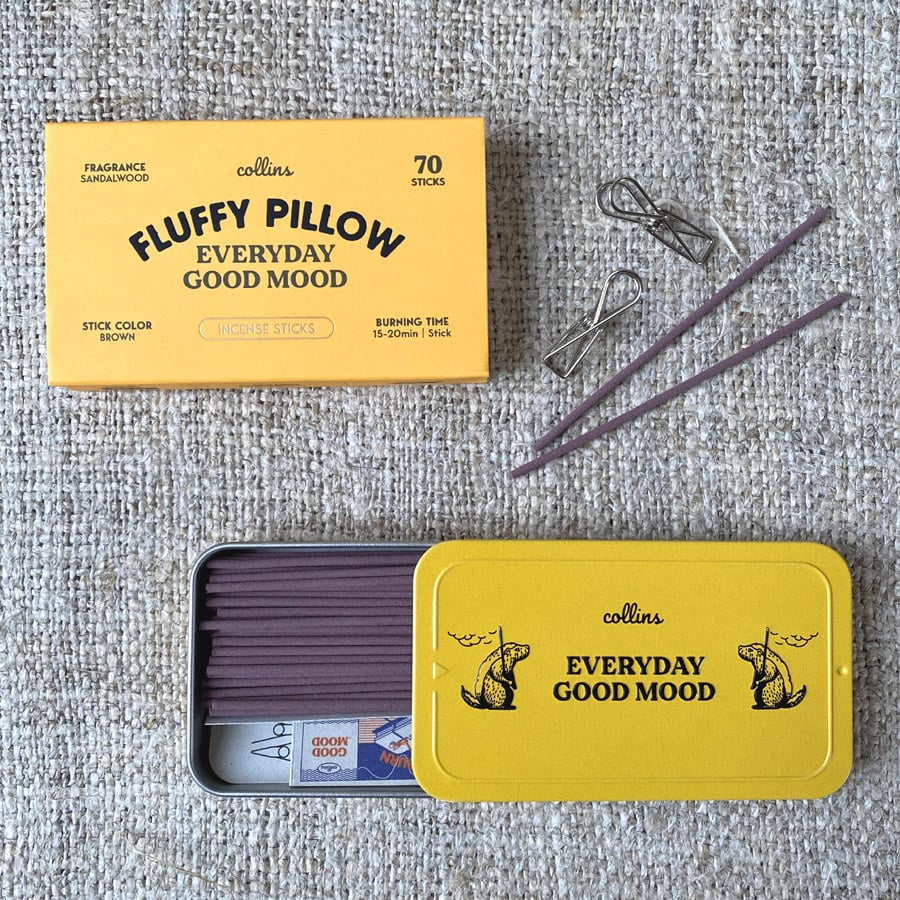 FRAGRANCE
SANDALWOOD
collins
70
STICKS
FLUFFY PILLOW
EVERYDAY
GOOD MOOD
STICK COLOR
BROWN
INCENSE STICKS
BURNING TIME
15-20min | Stick
collins
EVERYDAY
GOOD MOOD
GOOD
MOOD